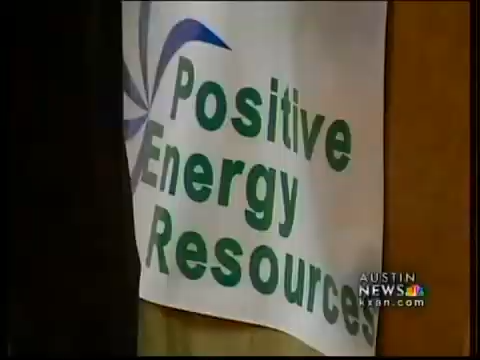 Positive
Energy
Resources
AUSTIN
NEWS
kxan.com